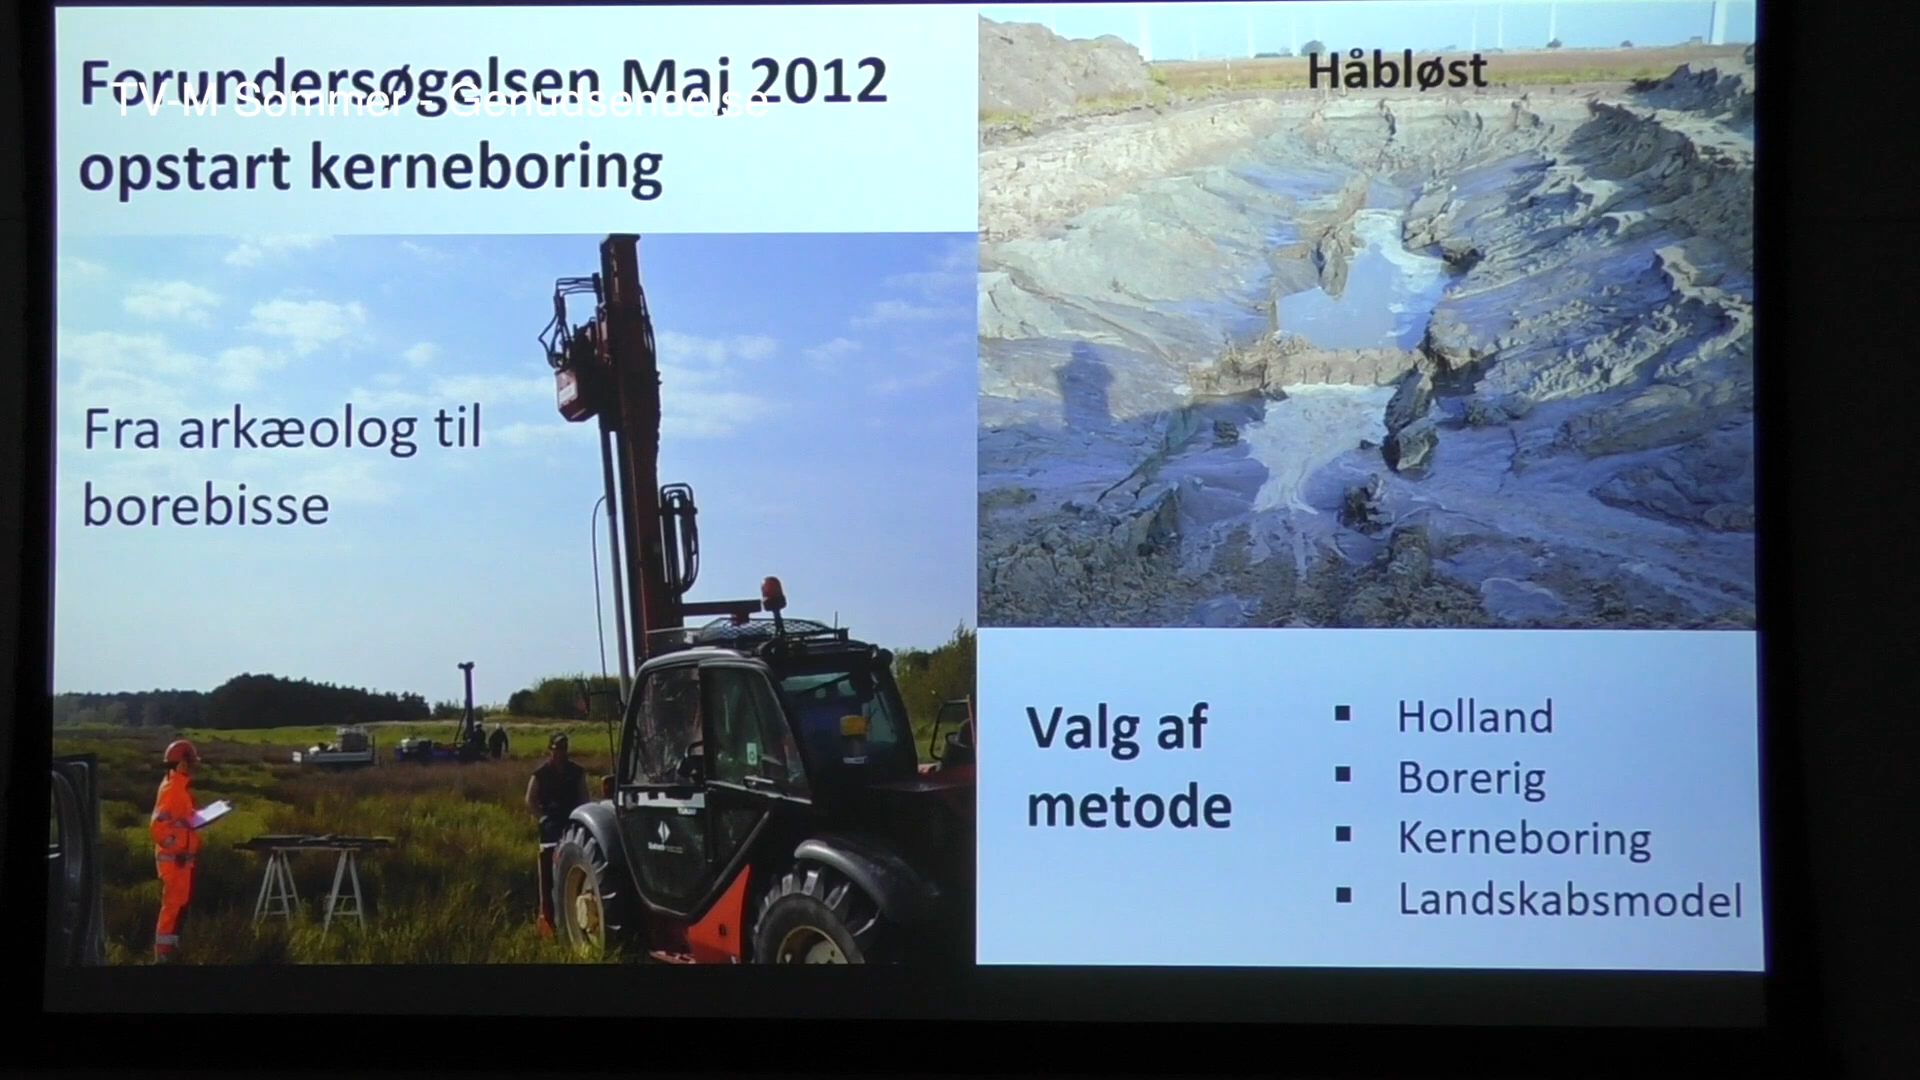 Forundersøgelsen Maj 2012
TV-M Sommer - Genudsendelse
opstart kerneboring
Håbløst
Fra arkæolog til
borebisse
Valg af
metode
▪ Holland
▪ Borerig
▪ Kerneboring
▪ Landskabsmodel